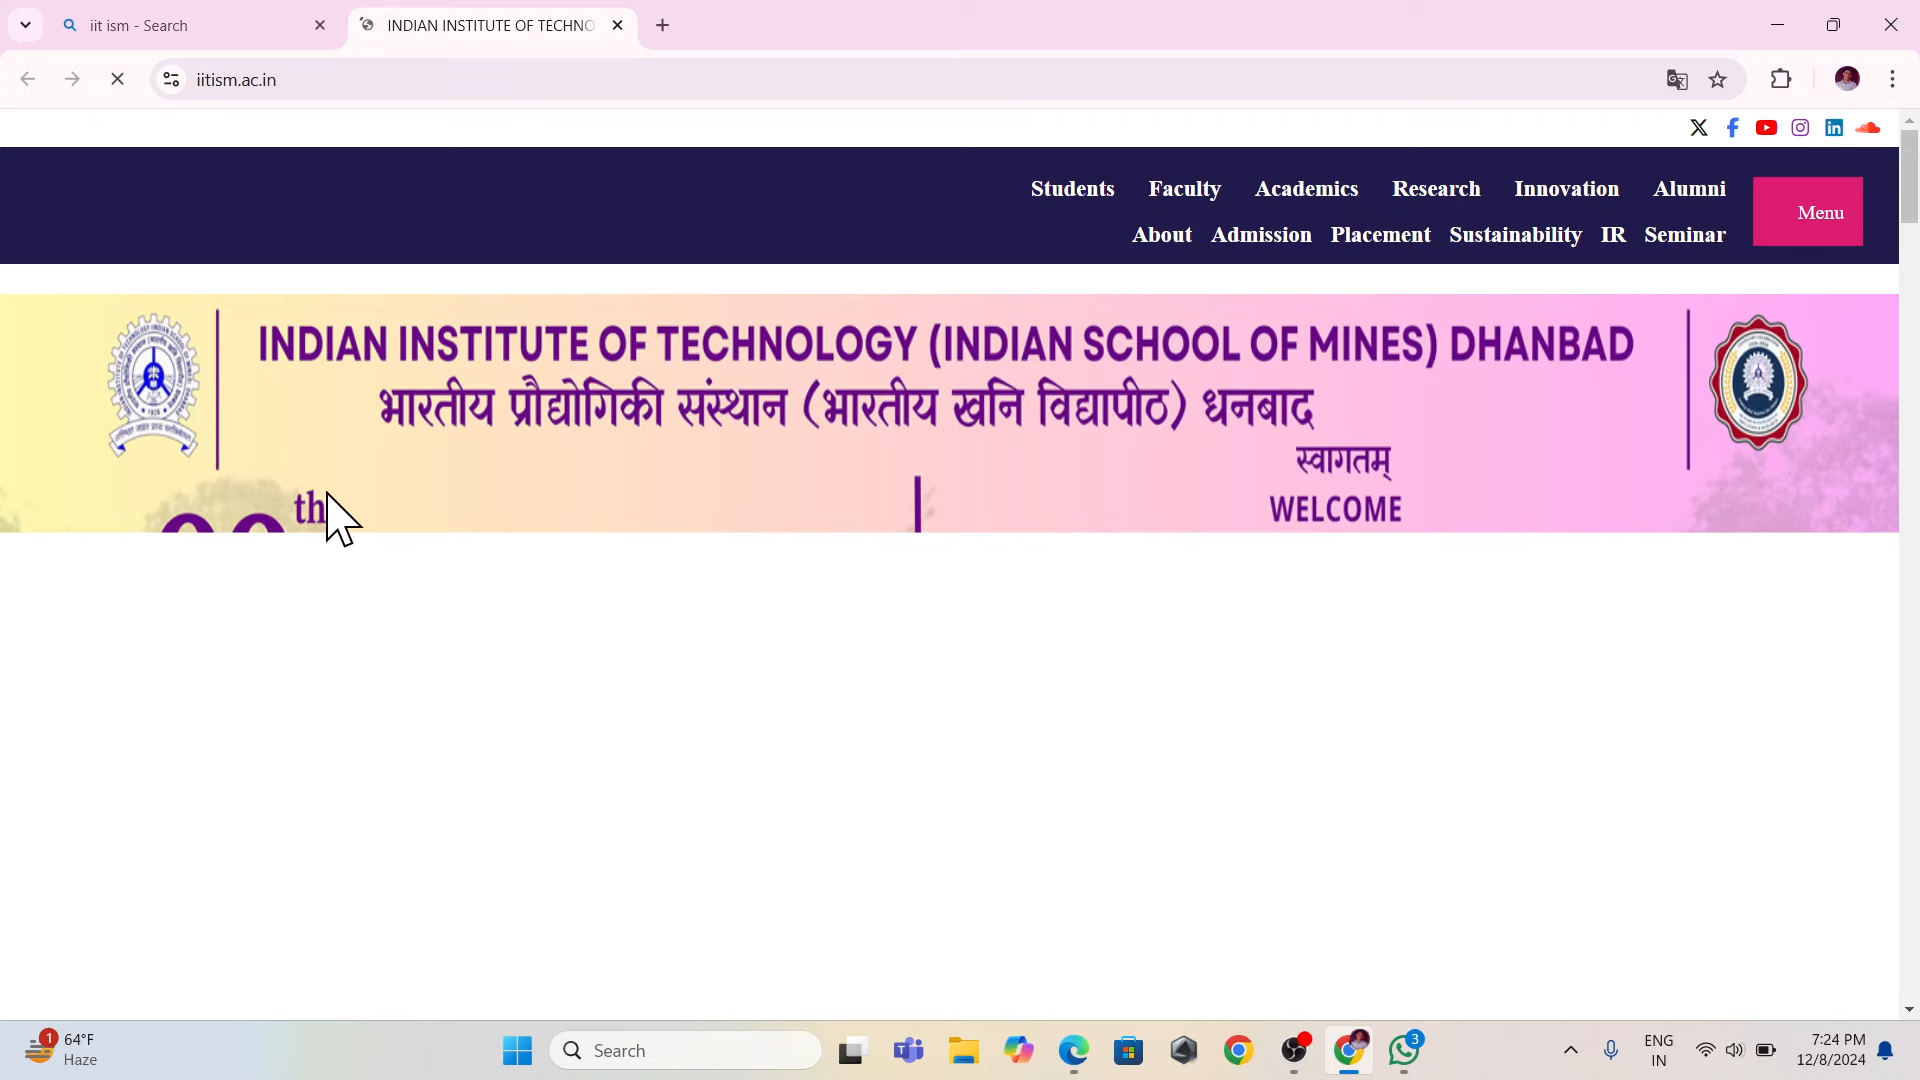 iit ism - Search
INDIAN INSTITUTE OF TECHNO
iitism.ac.in
Students Faculty Academics Research Innovation Alumni
Menu
About Admission Placement Sustainability IR Seminar
INDIAN INSTITUTE OF TECHNOLOGY (INDIAN SCHOOL OF MINES) DHANBAD
भारतीय प्रौद्योगिकी संस्थान (भारतीय खनि विद्यापीठ) धनबाद
स्वागतम्
th
WELCOME
1
64°F
Haze
Search
3
ENG
IN
7:24 PM
12/8/2024